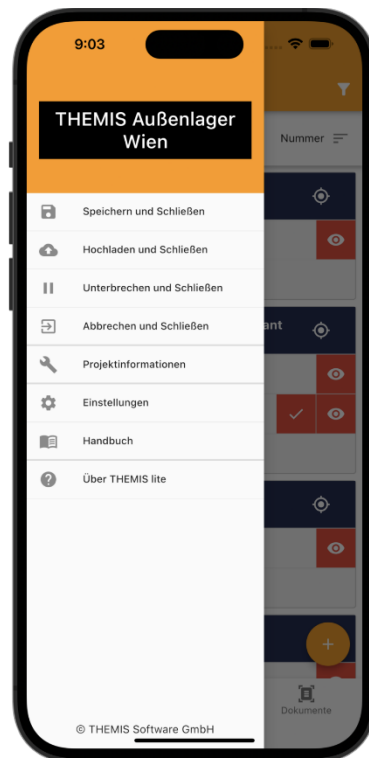 9:03
THEMIS Außenlager
Wien
Nummer
Speichern und Schließen
Hochladen und Schließen
Unterbrechen und Schließen
ant
Abbrechen und Schließen
Projektinformationen
Einstellungen
Handbuch
Über THEMIS lite
Dokumente
© THEMIS Software GmbH